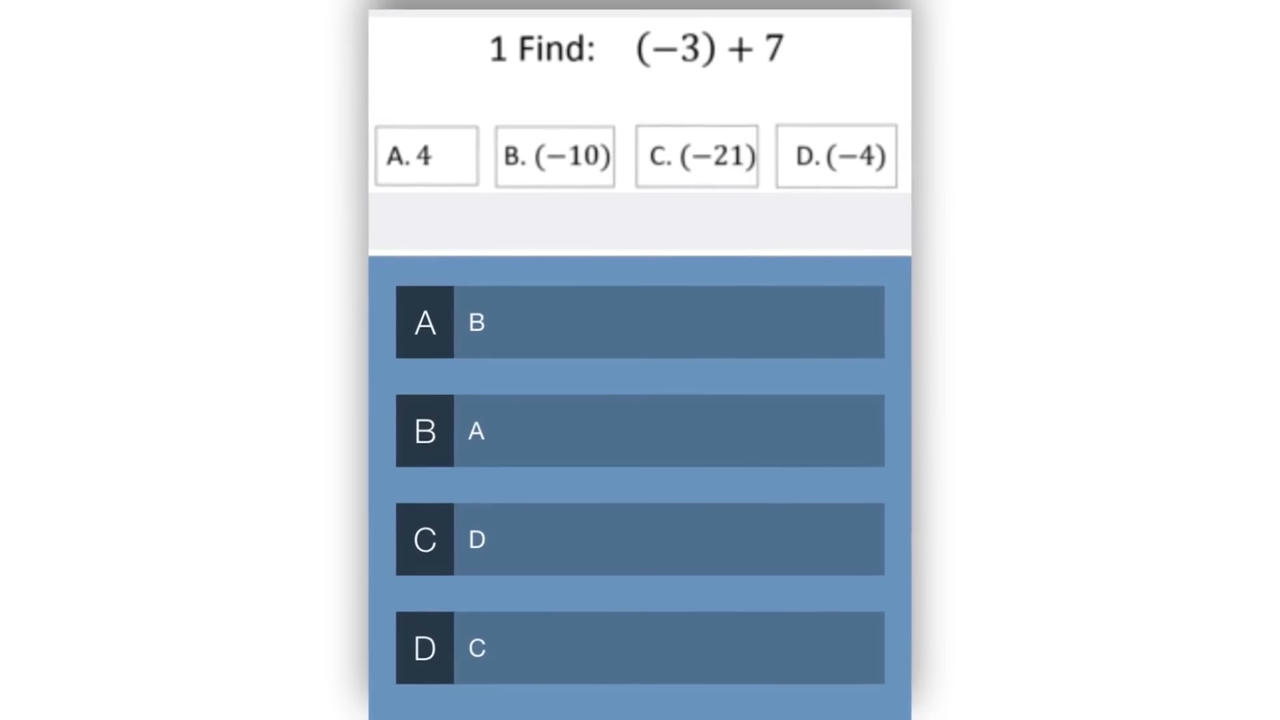 1 Find: (−3) + 7
A. 4 B. (−10) C. (−21) D. (−4)
A B
B A
C D
D C